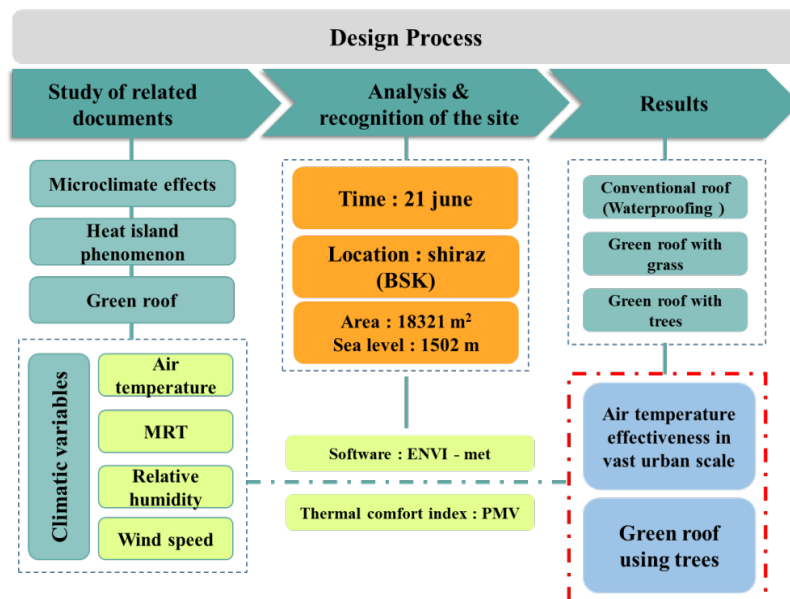 Design Process
Study of related
documents
Analysis &
recognition of the site
Results
Microclimate effects
Heat island
phenomenon
Green roof
Climatic variables
Air
temperature
MRT
Relative
humidity
Wind speed
Time : 21 june
Location : shiraz
(BSK)
Area : 18321 m²
Sea level : 1502 m
Software : ENVI - met
Thermal comfort index : PMV
Conventional roof
(Waterproofing )
Green roof with
grass
Green roof with
trees
Air temperature
effectiveness in
vast urban scale
Green roof
using trees